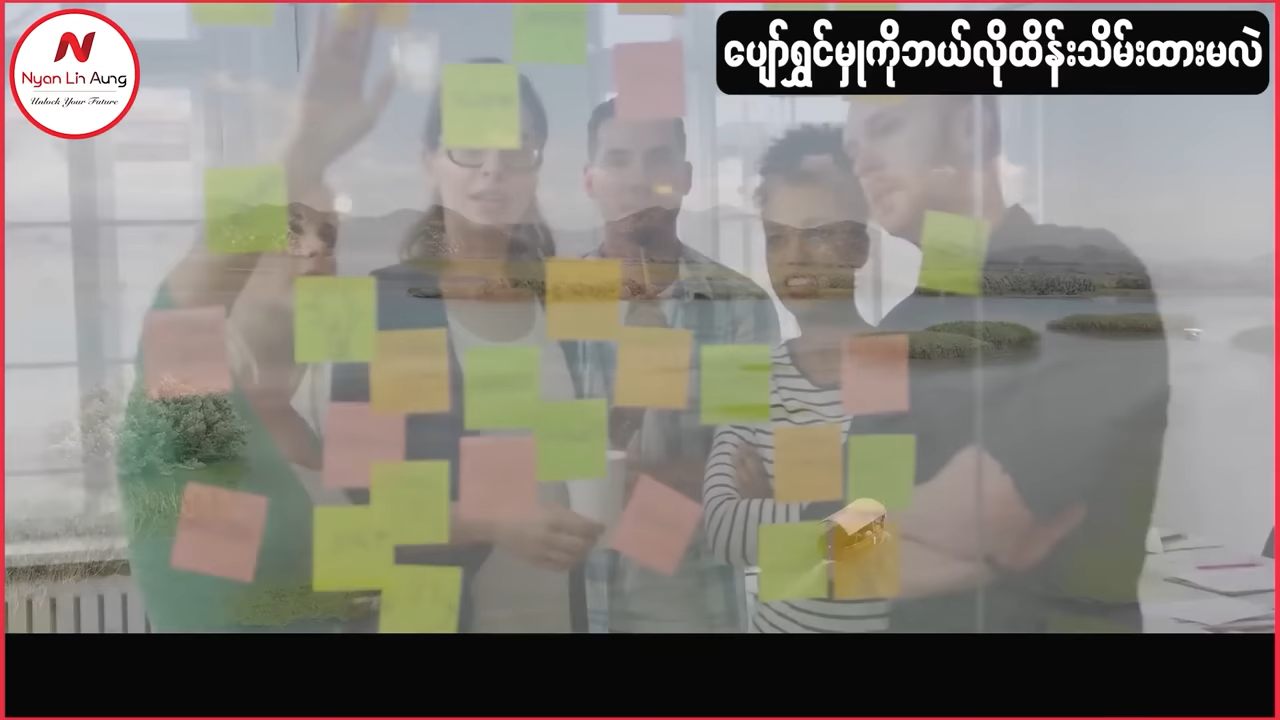 N
Nyan Lin Aung
Unlock Your Future
ပျော်ရွှင်မှုကိုဘယ်လိုထိန်းသိမ်းထားမလဲ